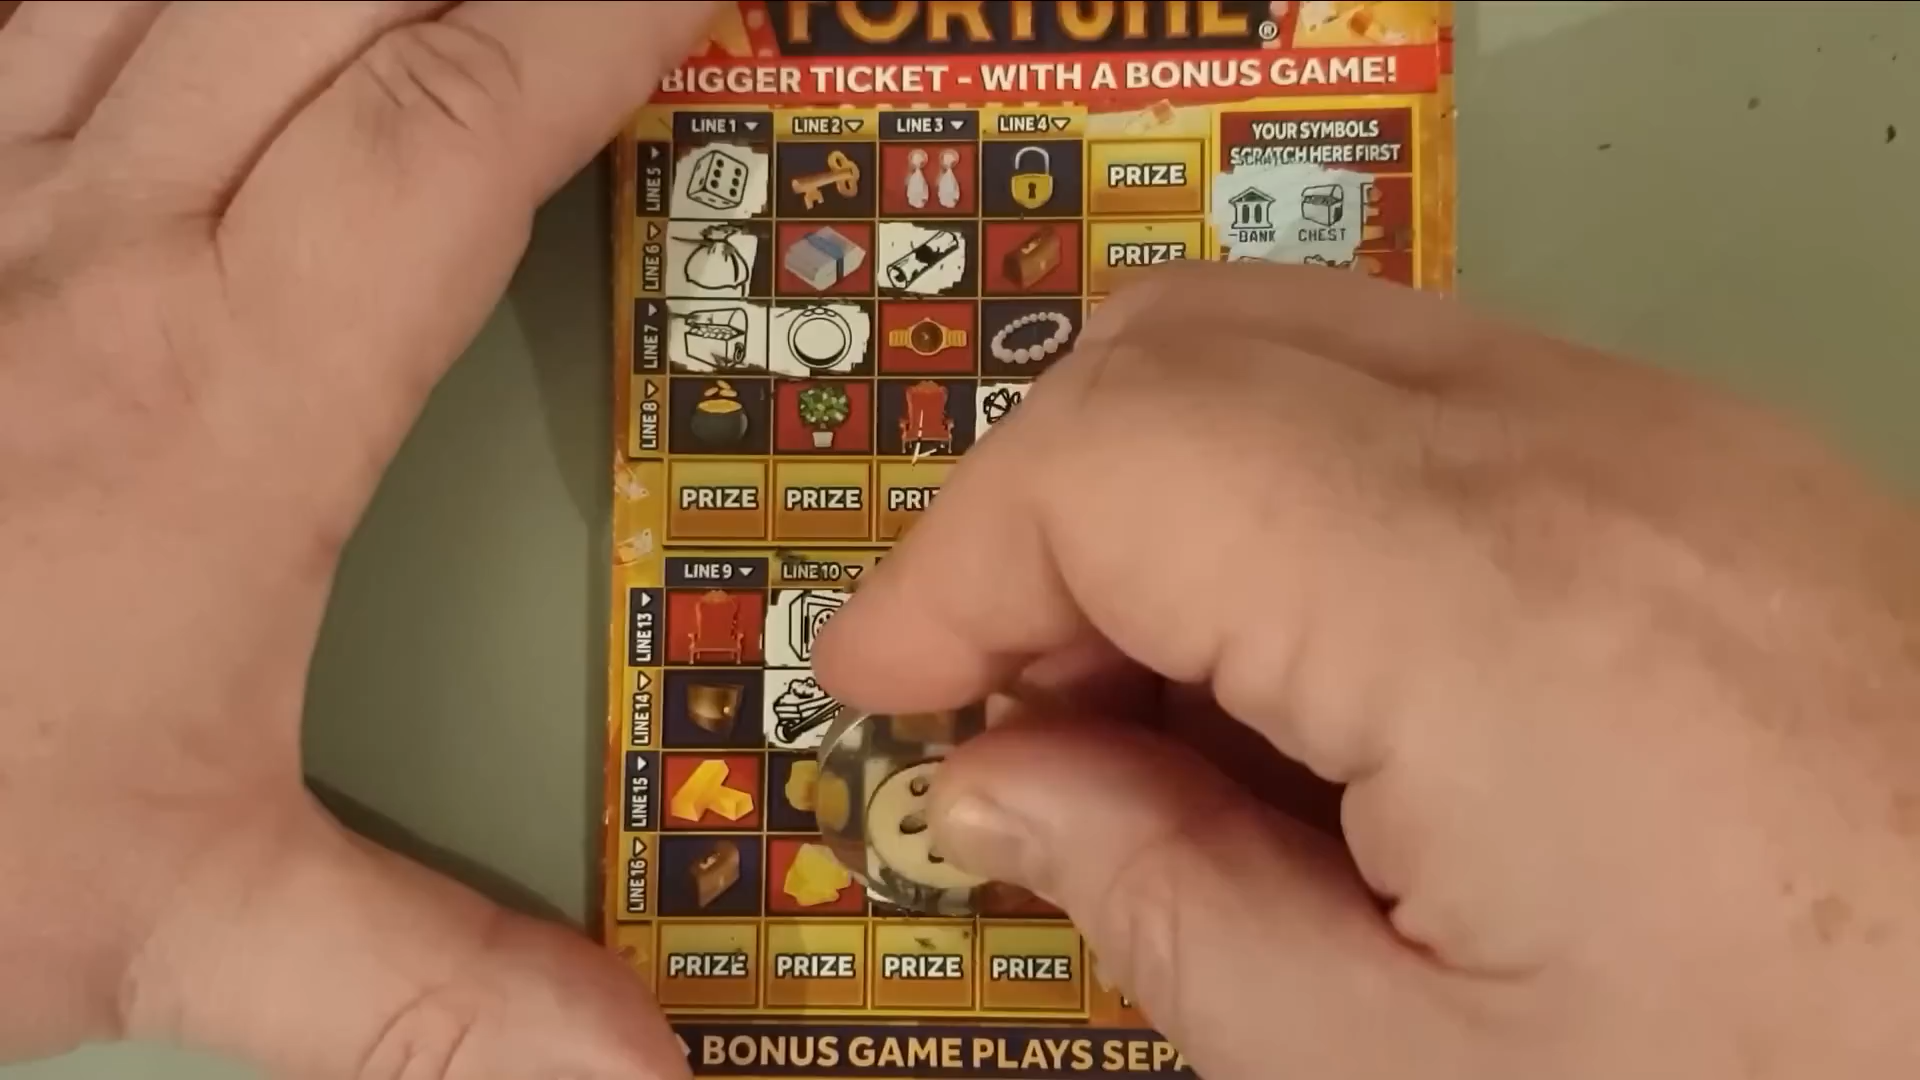 FORTUNE®
BIGGER TICKET - WITH A BONUS GAME!
LINE 1 LINE 2 LINE 3 LINE 4
YOUR SYMBOLS
SCRATCH HERE FIRST
LINE 5
PRIZE
BANK CHEST
LINE 6
PRIZE
LINE 7
LINE 8
PRIZE PRIZE
LINE 9 LINE 10
LINE 13
LINE 14
LINE 15
LINE 16
PRIZE PRIZE PRIZE PRIZE
BONUS GAME PLAYS